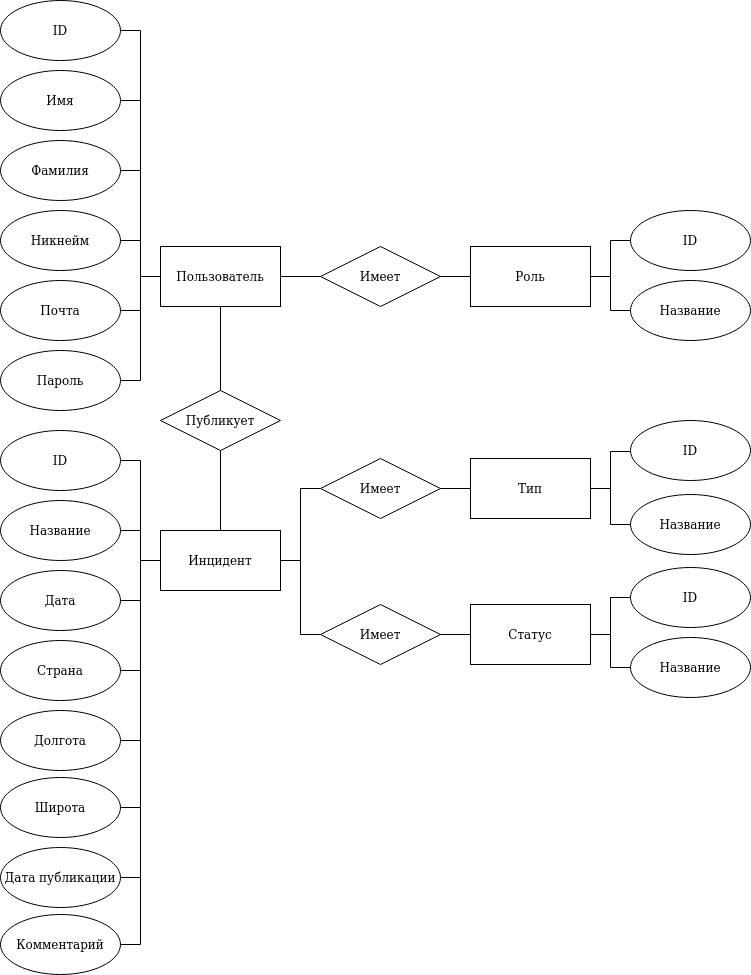 ID
Имя
Фамилия
Никнейм
Почта
Пароль
Пользователь
Имеет
Роль
ID
Название
Публикует
ID
Название
Дата
Страна
Долгота
Широта
Дата публикации
Комментарий
Инцидент
Имеет
Тип
ID
Название
Имеет
Статус
ID
Название